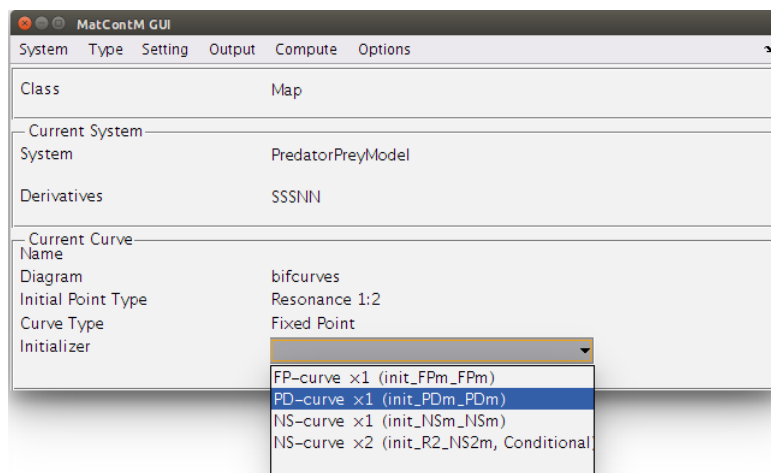 MatContM GUI
System Type Setting Output Compute Options
Class Map
Current System
System PredatorPreyModel
Derivatives SSSNN
Current Curve
Name
Diagram bifcurves
Initial Point Type Resonance 1:2
Curve Type Fixed Point
Initializer
FP-curve x1 (init_FPm_FPm)
PD-curve x1 (init_PDm_PDm)
NS-curve x1 (init_NSm_NSm)
NS-curve x2 (init_R2_NS2m, Conditional)